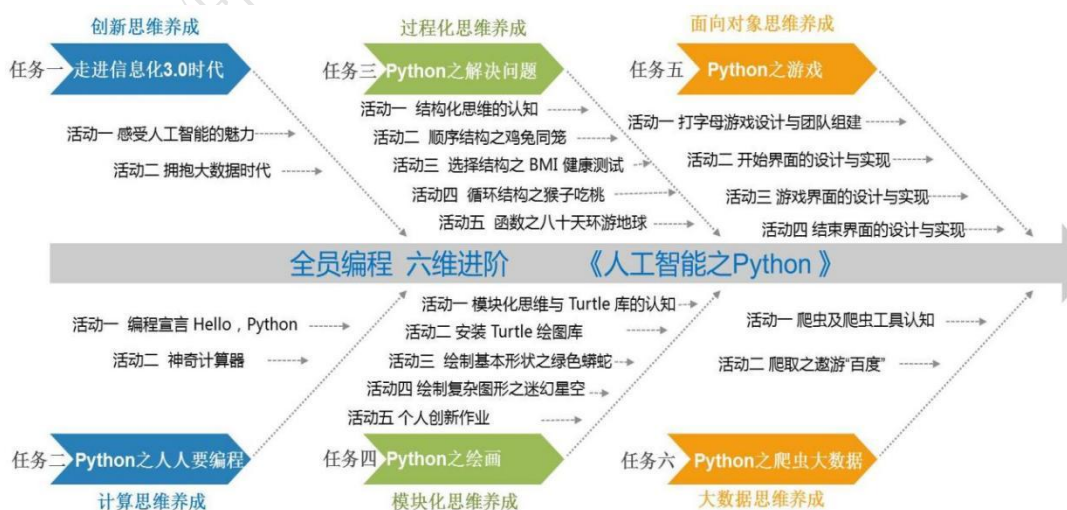 创新思维养成
任务一 走进信息化3.0时代
活动一 感受人工智能的魅力
活动二 拥抱大数据时代
过程化思维养成
任务三 Python之解决问题
活动一 结构化思维的认知
活动二 顺序结构之鸡兔同笼
活动三 选择结构之 BMI 健康测试
活动四 循环结构之猴子吃桃
活动五 函数之八十天环游地球
面向对象思维养成
任务五 Python之游戏
活动一 打字母游戏设计与团队组建
活动二 开始界面的设计与实现
活动三 游戏界面的设计与实现
活动四 结束界面的设计与实现
全员编程 六维进阶 《人工智能之Python 》
活动一 编程宣言 Hello，Python
活动二 神奇计算器
任务二 Python之人人要编程
计算思维养成
活动一 模块化思维与 Turtle 库的认知
活动二 安装 Turtle 绘图库
活动三 绘制基本形状之绿色蟒蛇
活动四 绘制复杂图形之迷幻星空
活动五 个人创新作业
任务四 Python之绘画
模块化思维养成
活动一 爬虫及爬虫工具认知
活动二 爬取之遨游“百度”
任务六 Python之爬虫大数据
大数据思维养成